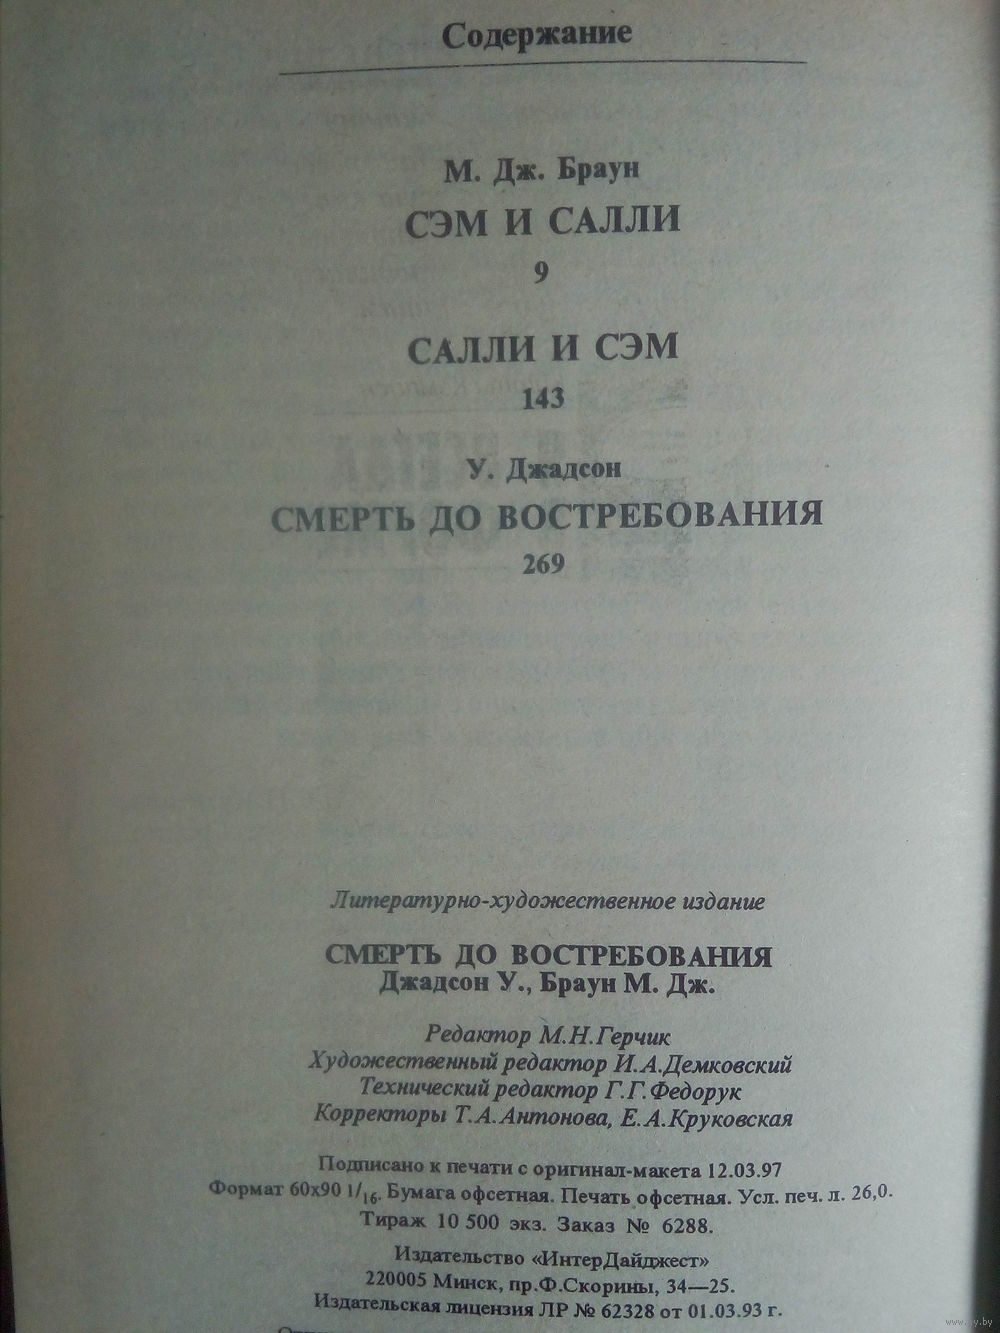 Содержание
М. Дж. Браун
СЭМ И САЛЛИ
9
САЛЛИ И СЭМ
143
У. Джадсон
СМЕРТЬ ДО ВОСТРЕБОВАНИЯ
269
Литературно-художественное издание
СМЕРТЬ ДО ВОСТРЕБОВАНИЯ
Джадсон У., Браун М. Дж.
Редактор М.Н.Герчик
Художественный редактор И.А.Демковский
Технический редактор Г.Г.Федорук
Корректоры Т.А.Антонова, Е.А.Круковская
Подписано к печати с оригинал-макета 12.03.97
Формат 60х90 1/16. Бумага офсетная. Печать офсетная. Усл. печ. л. 26,0.
Тираж 10 500 экз. Заказ № 6288.
Издательство «ИнтерДайджест»
220005 Минск, пр.Ф.Скорины, 34—25.
Издательская лицензия ЛР № 62328 от 01.03.93 г.